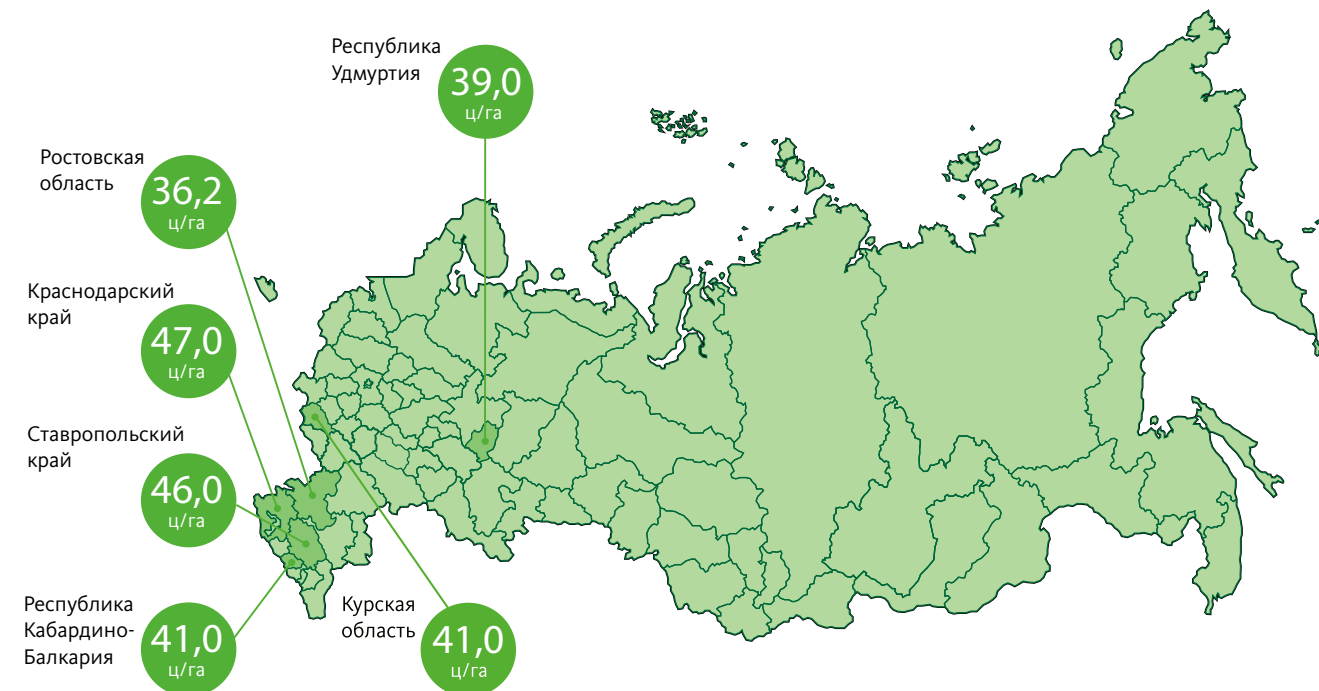 Республика
Удмуртия
39,0
ц/га
Ростовская
область
36,2
ц/га
Краснодарский
край
47,0
ц/га
Ставропольский
край
46,0
ц/га
Республика
Кабардино-
Балкария
41,0
ц/га
Курская
область
41,0
ц/га